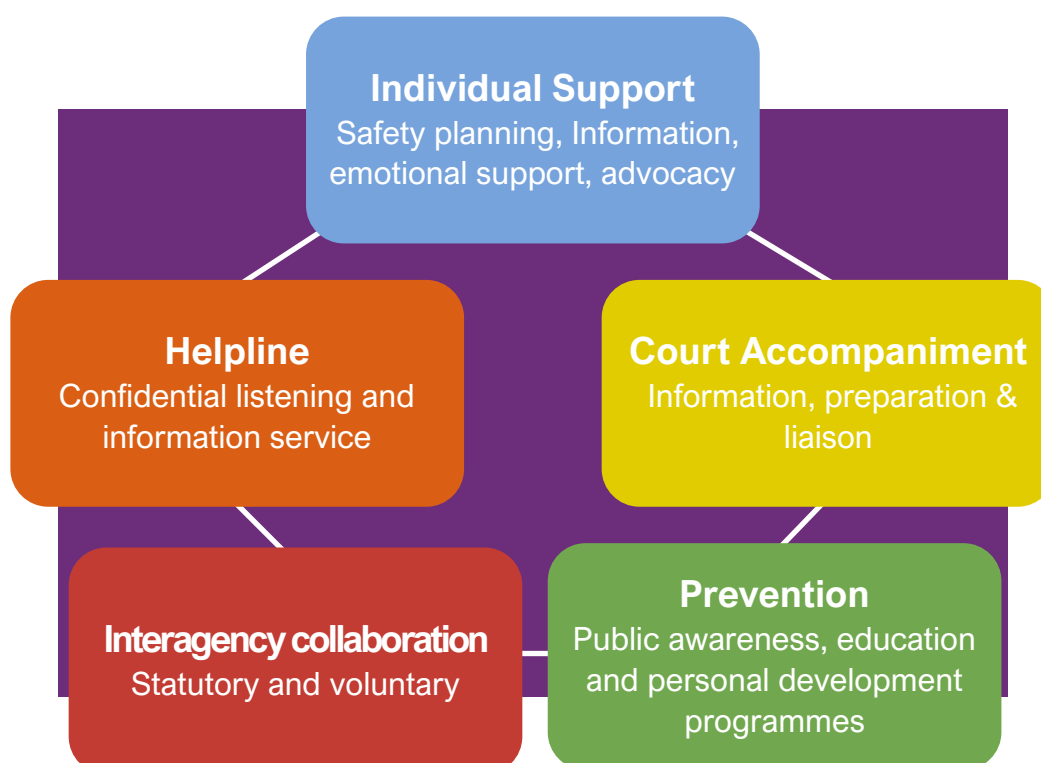 Individual Support
Safety planning, Information,
emotional support, advocacy
Helpline
Confidential listening and
information service
Court Accompaniment
Information, preparation &
liaison
Interagency collaboration
Statutory and voluntary
Prevention
Public awareness, education
and personal development
programmes